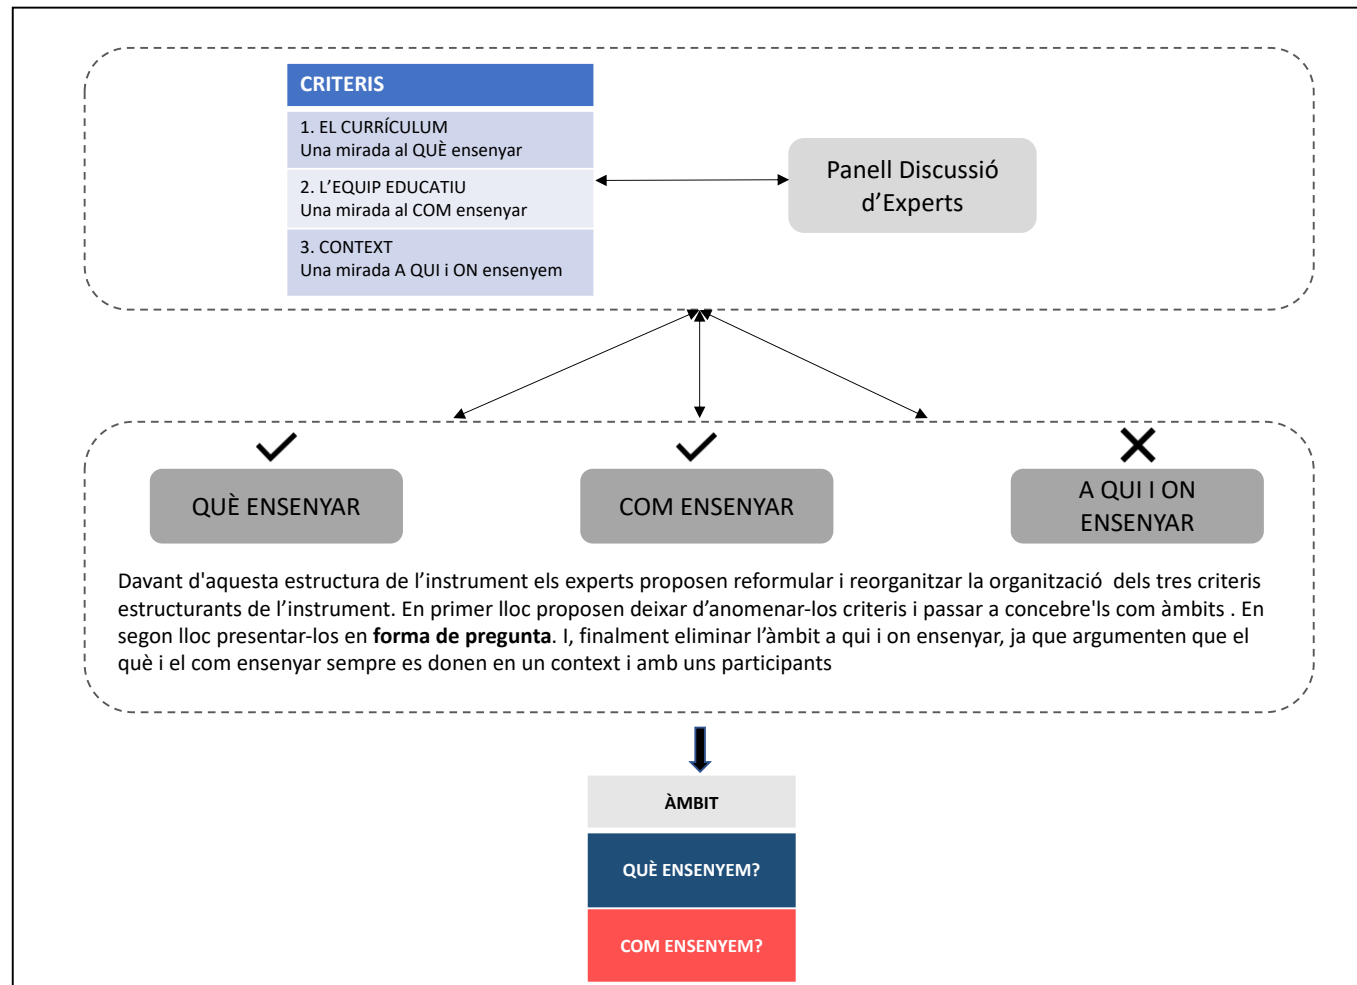 CRITERIS
1. EL CURRÍCULUM
Una mirada al QUÈ ensenyar
2. L’EQUIP EDUCATIU
Una mirada al COM ensenyar
3. CONTEXT
Una mirada A QUI i ON ensenyem
Panell Discussió
d’Experts
QUÈ ENSENYAR
COM ENSENYAR
A QUI I ON
ENSENYAR
Davant d'aquesta estructura de l’instrument els experts proposen reformular i reorganitzar la organització dels tres criteris
estructurants de l’instrument. En primer lloc proposen deixar d’anomenar-los criteris i passar a concebre'ls com àmbits . En
segon lloc presentar-los en forma de pregunta. I, finalment eliminar l’àmbit a qui i on ensenyar, ja que argumenten que el
què i el com ensenyar sempre es donen en un context i amb uns participants
ÀMBIT
QUÈ ENSENYEM?
COM ENSENYEM?